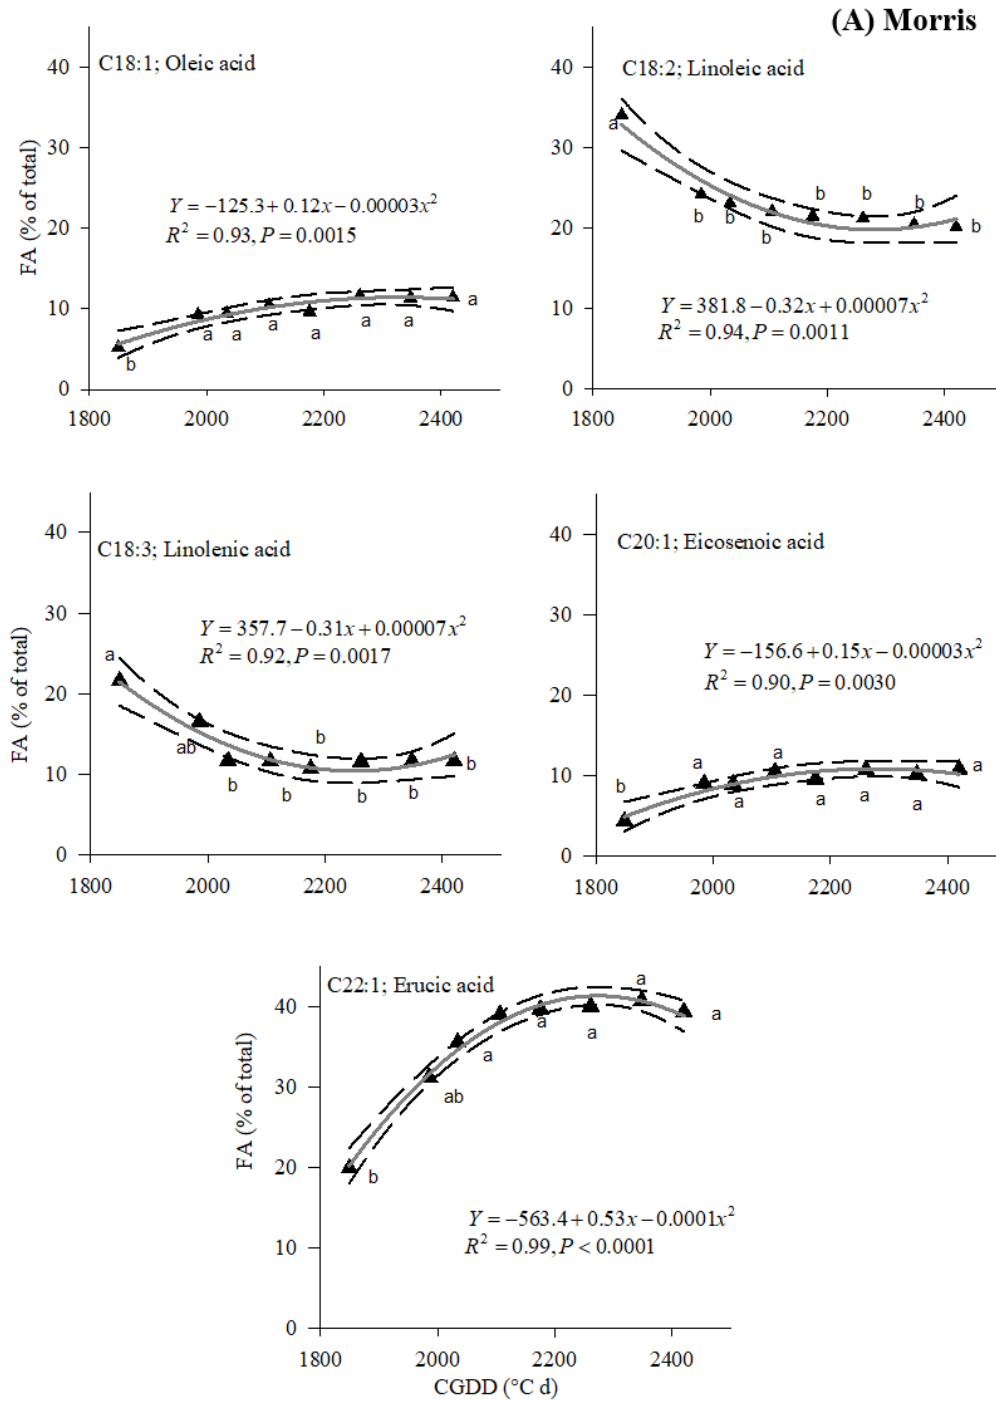 (A) Morris
C18:1; Oleic acid
FA (% of total)
40
30
20
10
0
Y = −125.3 + 0.12x − 0.00003x²
R² = 0.93, P = 0.0015
b
a
a
a
a
a
a
a
1800 2000 2200 2400
C18:2; Linoleic acid
40
30
20
10
0
a
b
b
b
b
b
b
b
Y = 381.8 − 0.32x + 0.00007x²
R² = 0.94, P = 0.0011
1800 2000 2200 2400
C18:3; Linolenic acid
FA (% of total)
40
30
20
10
0
Y = 357.7 − 0.31x + 0.00007x²
R² = 0.92, P = 0.0017
a
ab
b
b
b
b
b
b
1800 2000 2200 2400
C20:1; Eicosenoic acid
40
30
20
10
0
Y = −156.6 + 0.15x − 0.00003x²
R² = 0.90, P = 0.0030
b
a
a
a
a
a
a
a
1800 2000 2200 2400
C22:1; Erucic acid
FA (% of total)
40
30
20
10
0
b
ab
a
a
a
a
a
Y = −563.4 + 0.53x − 0.0001x²
R² = 0.99, P < 0.0001
1800 2000 2200 2400
CGDD (°C d)